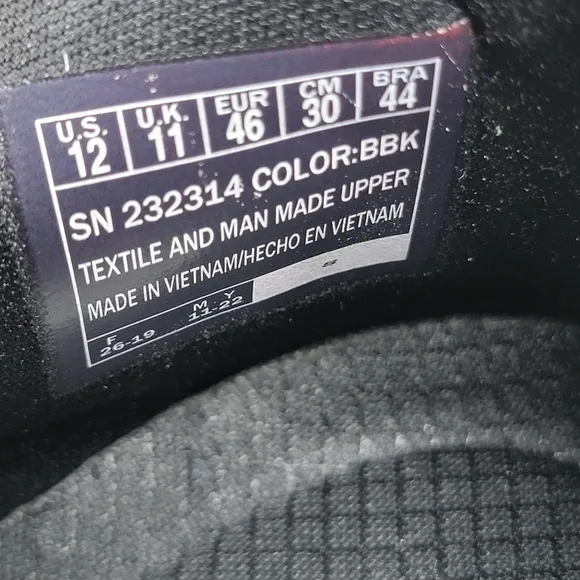 U.S. U.K. EUR CM BRA
12 11 46 30 44
SN 232314 COLOR:BBK
TEXTILE AND MAN MADE UPPER
MADE IN VIETNAM/HECHO EN VIETNAM
F M Y
26-19 11-22